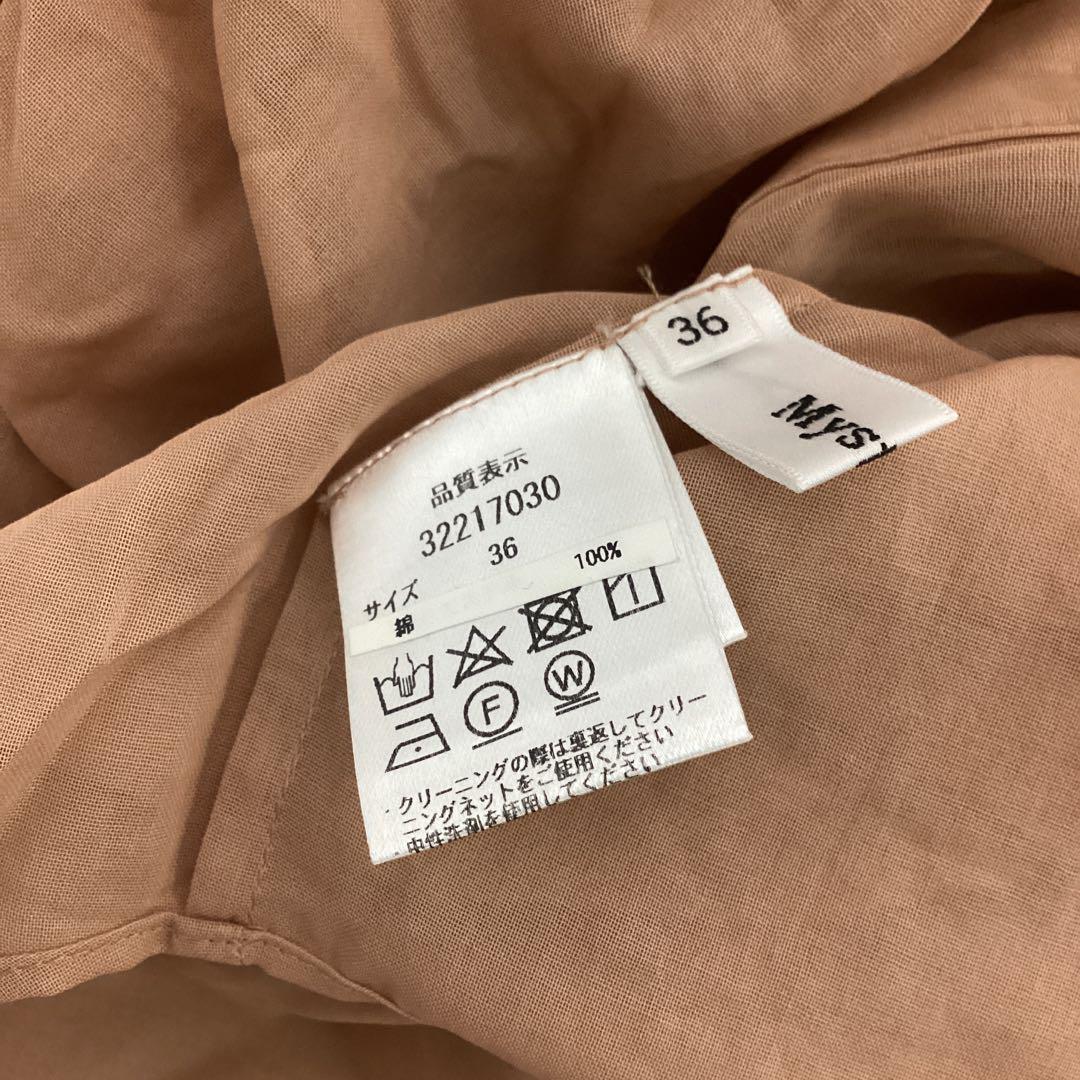 36
Mys
品質表示
32217030
サイズ 36
綿 100%
F
W
・クリーニングの際は裏返してクリー
ニングネットをご使用ください
・中性洗剤を使用してください